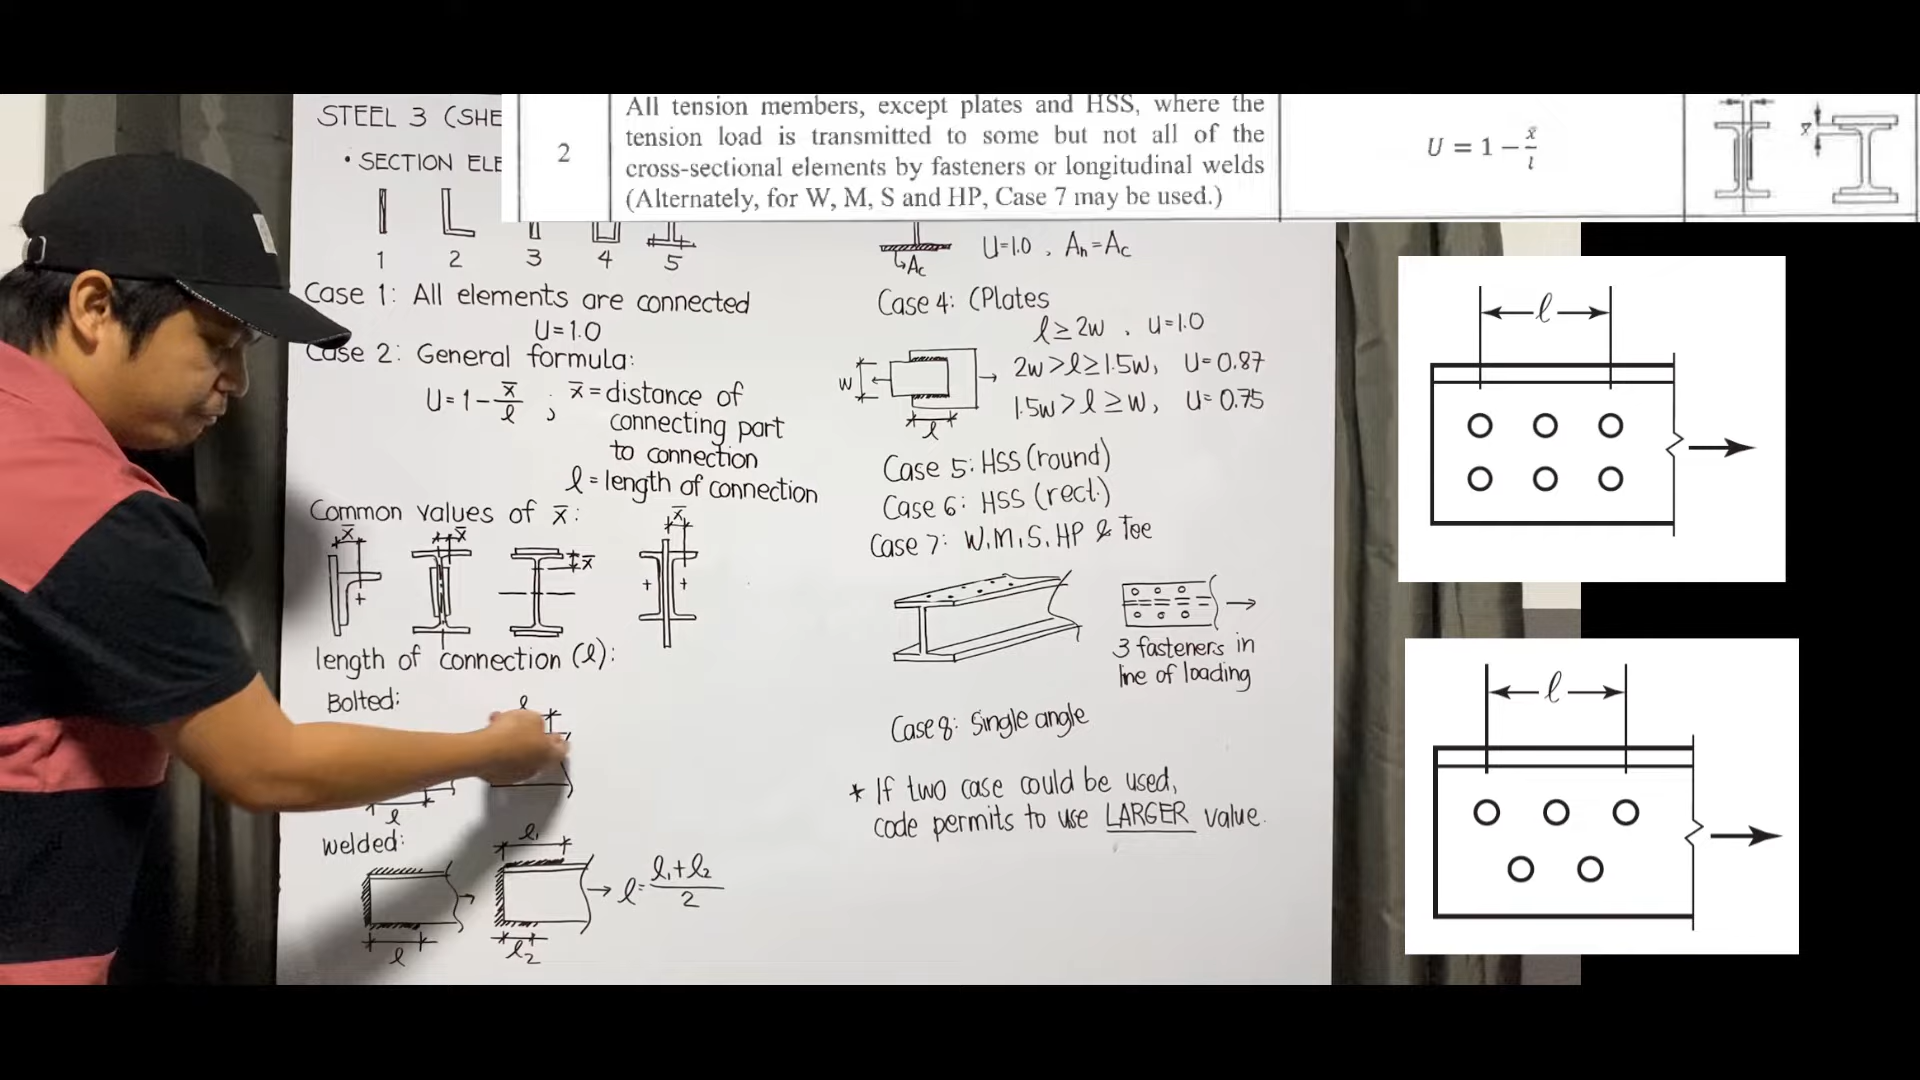 STEEL 3 (SHE
• SECTION ELE
1 2 3 4 5
Case 1: All elements are connected
U=1.0
Case 2: General formula:
U = 1 - x̄/ℓ ; x̄ = distance of
connecting part
to connection
ℓ = length of connection
Common values of x̄:
x̄ x̄ x̄ x̄
length of connection (ℓ):
Bolted:
ℓ
ℓ
Welded:
ℓ₁
ℓ = ℓ₁+ℓ₂/2
ℓ ℓ₂
2
All tension members, except plates and HSS, where the
tension load is transmitted to some but not all of the
cross-sectional elements by fasteners or longitudinal welds
(Alternately, for W, M, S and HP, Case 7 may be used.)
U = 1 − x̄/l
x̄
U=1.0 , An=Ac
Ac
Case 4: (Plates
ℓ ≥ 2w , U=1.0
2w > ℓ ≥ 1.5w, U= 0.87
1.5w > ℓ ≥ w, U= 0.75
w
ℓ
Case 5: HSS (round)
Case 6: HSS (rect.)
Case 7: W, M, S, HP & Tee
3 fasteners in
line of loading
Case 8: Single angle
* If two case could be used,
code permits to use LARGER value.
ℓ
ℓ